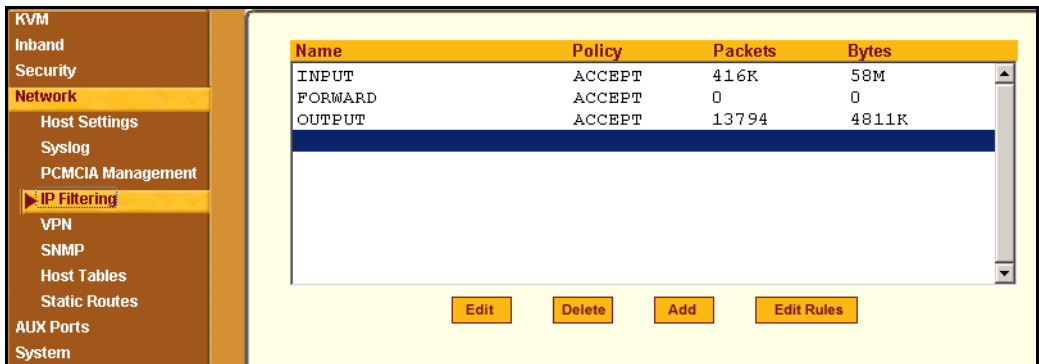 KVM
Inband
Security
Network
Host Settings
Syslog
PCMCIA Management
IP Filtering
VPN
SNMP
Host Tables
Static Routes
AUX Ports
System
Name Policy Packets Bytes
INPUT ACCEPT 416K 58M
FORWARD ACCEPT 0 0
OUTPUT ACCEPT 13794 4811K
Edit Delete Add Edit Rules